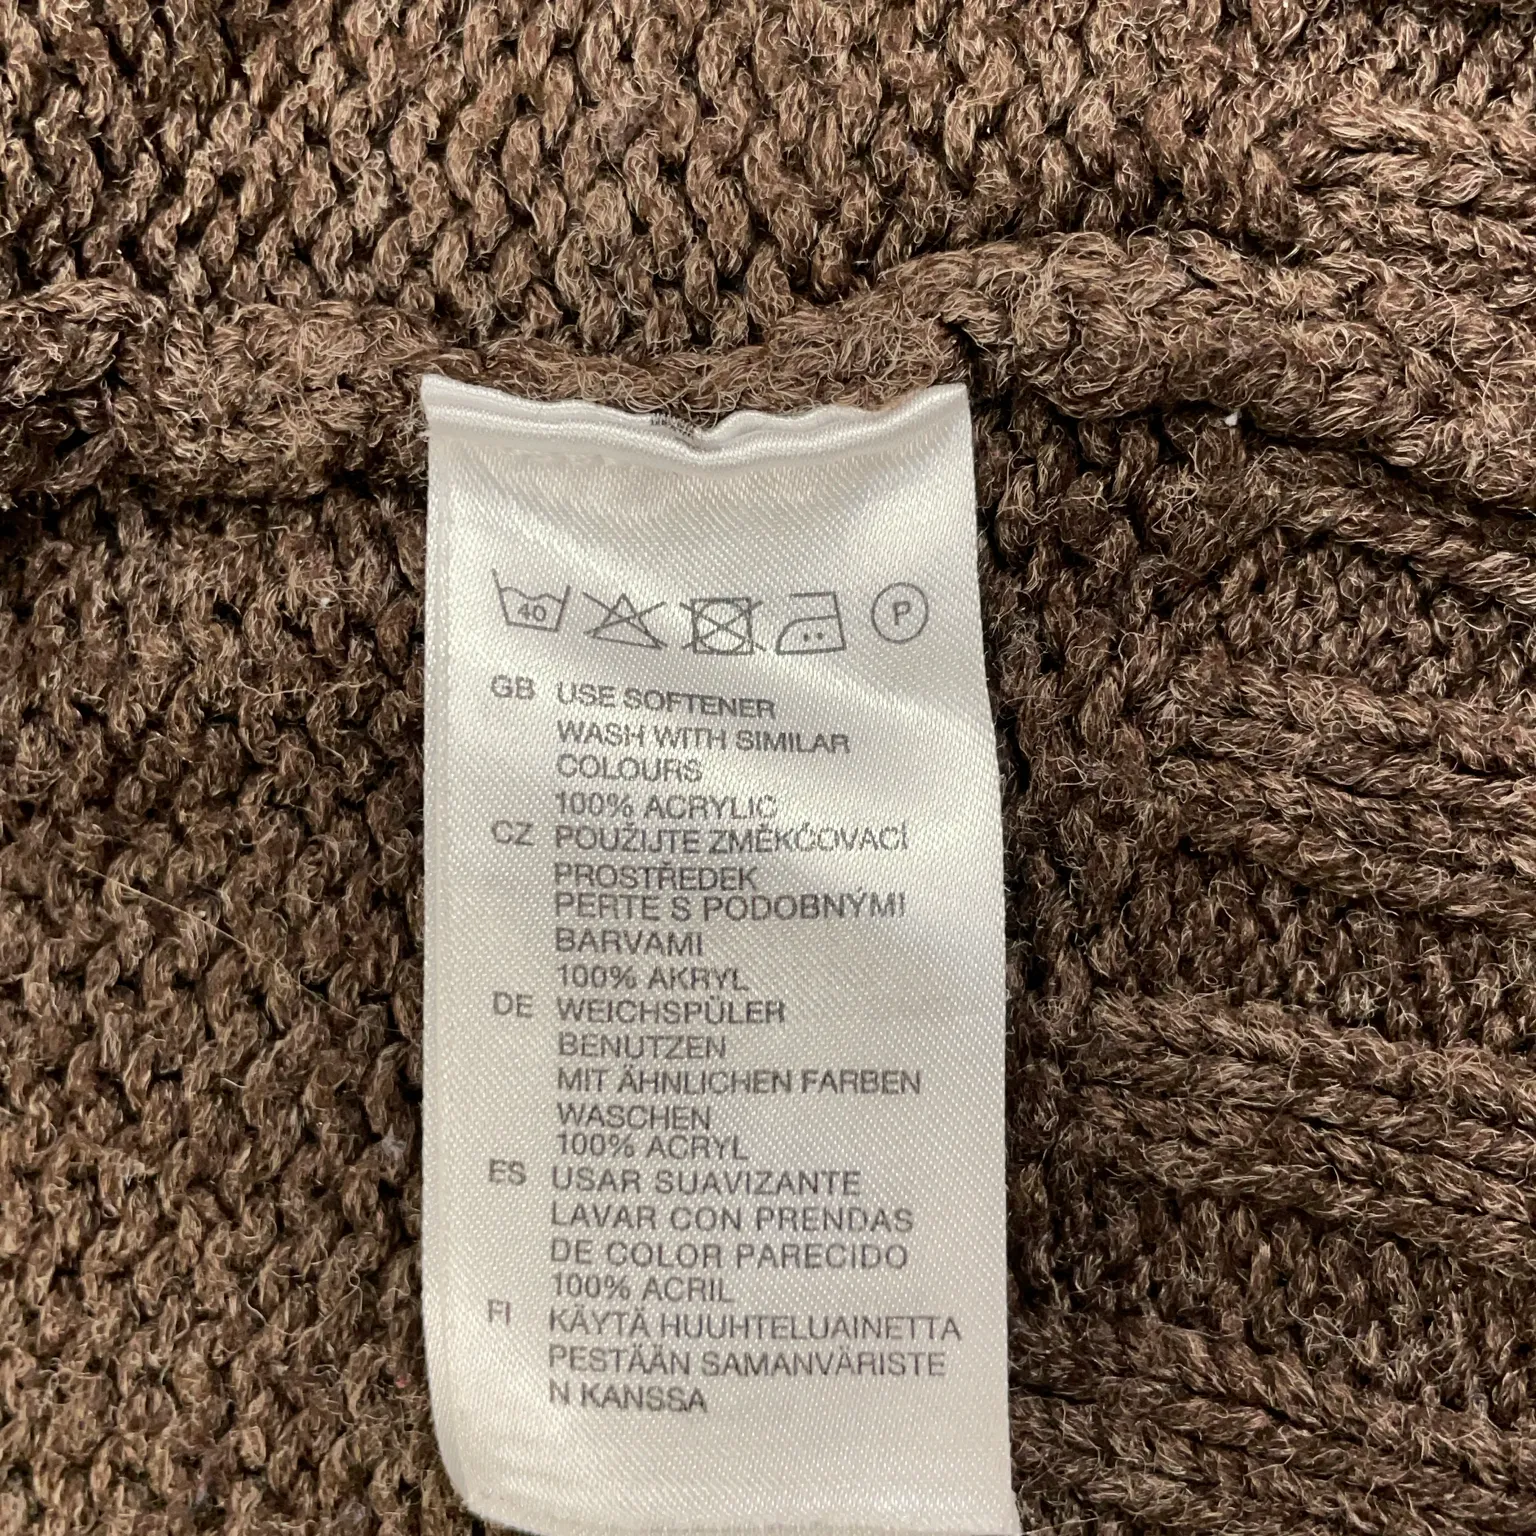 40 P
GB USE SOFTENER
WASH WITH SIMILAR
COLOURS
100% ACRYLIC
CZ POUŽIJTE ZMĚKČOVACÍ
PROSTŘEDEK
PERTE S PODOBNÝMI
BARVAMI
100% AKRYL
DE WEICHSPÜLER
BENUTZEN
MIT ÄHNLICHEN FARBEN
WASCHEN
100% ACRYL
ES USAR SUAVIZANTE
LAVAR CON PRENDAS
DE COLOR PARECIDO
100% ACRIL
FI KÄYTÄ HUUHTELUAINETTA
PESTÄÄN SAMANVÄRISTE
N KANSSA